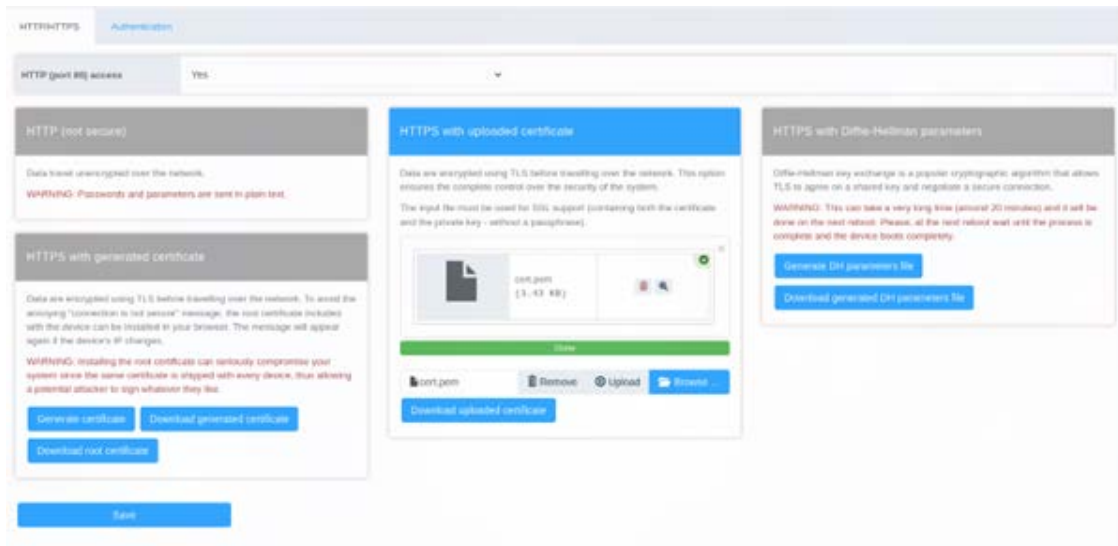 HTTP/HTTPS
Authentication
HTTP (port 80) access
Yes
HTTP (not secure)
Data travel unencrypted over the network.
WARNING: Passwords and parameters are sent in plain text.
HTTPS with generated certificate
Data are encrypted using TLS before travelling over the network. To avoid the
annoying "connection is not secure" message, the root certificate included
with the device can be installed in your browser. The message will appear
again if the device's IP changes.
WARNING: Installing the root certificate can seriously compromise your
system since the same certificate is shipped with every device, thus allowing
a potential attacker to sign whatever they like.
Generate certificate
Download generated certificate
Download root certificate
HTTPS with uploaded certificate
Data are encrypted using TLS before travelling over the network. This option
ensures the complete control over the security of the system.
The input file must be used for SSL support (containing both the certificate
and the private key - without a passphrase).
cert.pem
(3.43 KB)
Done
cert.pem
Remove
Upload
Browse ...
Download uploaded certificate
HTTPS with Diffie-Hellman parameters
Diffie-Hellman key exchange is a popular cryptographic algorithm that allows
TLS to agree on a shared key and negotiate a secure connection.
WARNING: This can take a very long time (around 20 minutes) and it will be
done on the next reboot. Please, at the next reboot wait until the process is
complete and the device boots completely.
Generate DH parameters file
Download generated DH parameters file
Save